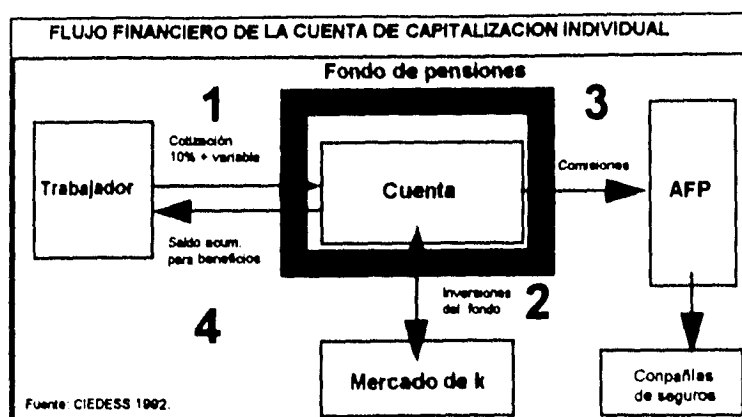 FLUJO FINANCIERO DE LA CUENTA DE CAPITALIZACION INDIVIDUAL
Fondo de pensiones
1
3
Cotización
10% + variable
Trabajador
Cuenta
Comisiones
AFP
Saldo acum.
para beneficios
Inversiones
del fondo
2
4
Mercado de k
Conpañías
de seguros
Fuente: CIEDESS 1992.